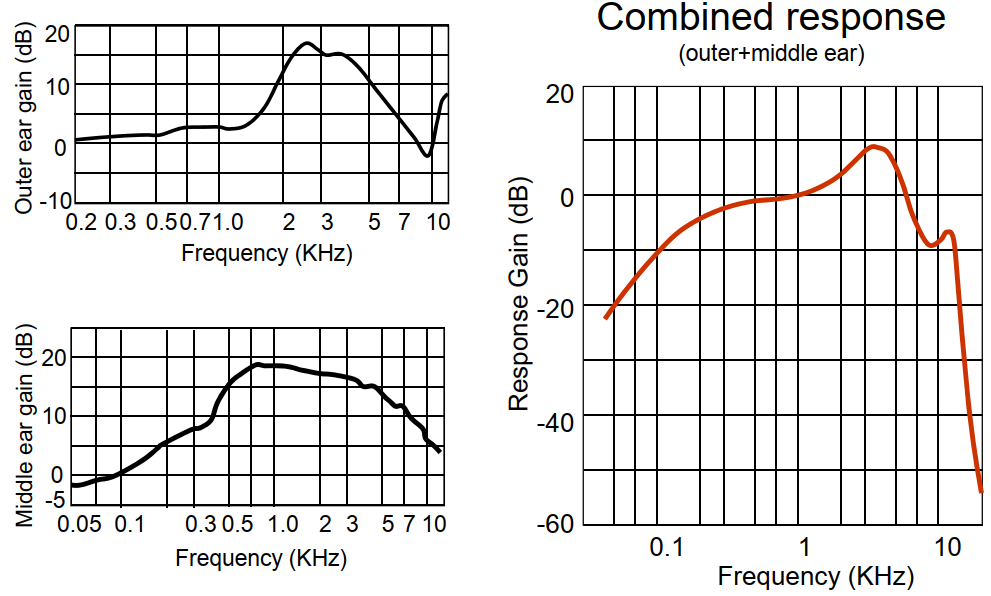 Outer ear gain (dB)
20
10
0
-10
0.2 0.3 0.5 0.7 1.0 2 3 5 7 10
Frequency (KHz)
Middle ear gain (dB)
20
10
0
-5
0.05 0.1 0.3 0.5 1.0 2 3 5 7 10
Frequency (KHz)
Combined response
(outer+middle ear)
Response Gain (dB)
20
0
-20
-40
-60
0.1 1 10
Frequency (KHz)